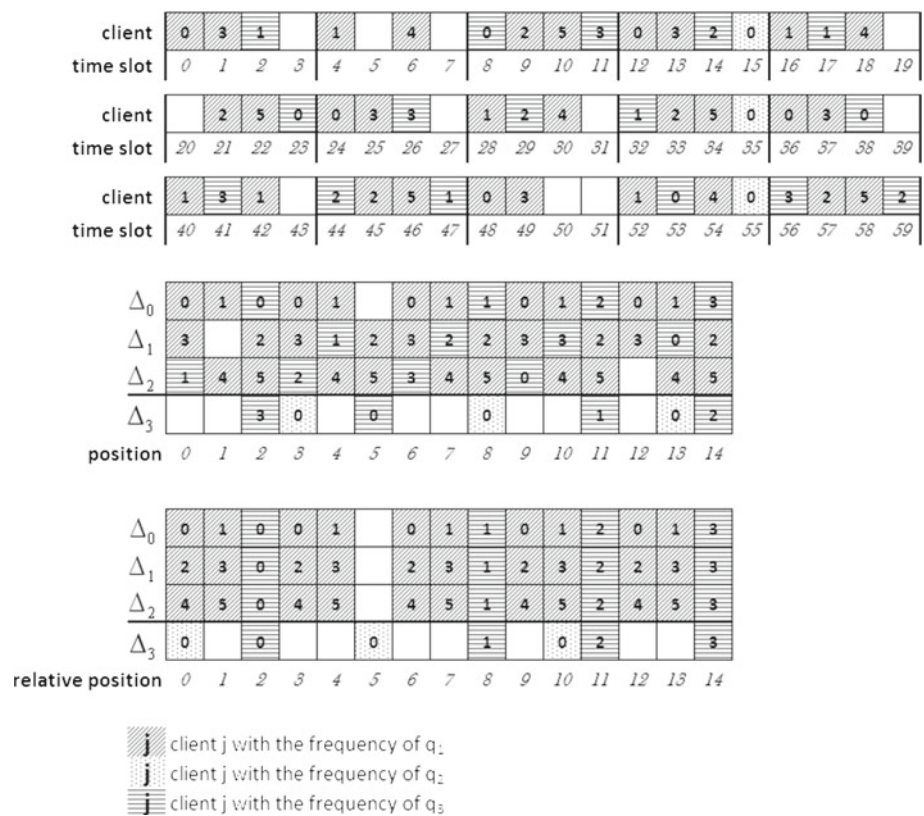 client 0 3 1 1 4 0 2 5 3 0 3 2 0 1 1 4
time slot 0 1 2 3 4 5 6 7 8 9 10 11 12 13 14 15 16 17 18 19
client 2 5 0 0 3 3 1 2 4 1 2 5 0 0 3 0
time slot 20 21 22 23 24 25 26 27 28 29 30 31 32 33 34 35 36 37 38 39
client 1 3 1 2 2 5 1 0 3 1 0 4 0 3 2 5 2
time slot 40 41 42 43 44 45 46 47 48 49 50 51 52 53 54 55 56 57 58 59
Δ0 0 1 0 0 1 0 1 1 0 1 2 0 1 3
Δ1 3 2 3 1 2 3 2 2 3 3 2 3 0 2
Δ2 1 4 5 2 4 5 3 4 5 0 4 5 4 5
Δ3 3 0 0 0 1 0 2
position 0 1 2 3 4 5 6 7 8 9 10 11 12 13 14
Δ0 0 1 0 0 1 0 1 1 0 1 2 0 1 3
Δ1 2 3 0 2 3 2 3 1 2 3 2 2 3 3
Δ2 4 5 0 4 5 4 5 1 4 5 2 4 5 3
Δ3 0 0 0 1 0 2 3
relative position 0 1 2 3 4 5 6 7 8 9 10 11 12 13 14
j client j with the frequency of q1
j client j with the frequency of q2
j client j with the frequency of q3